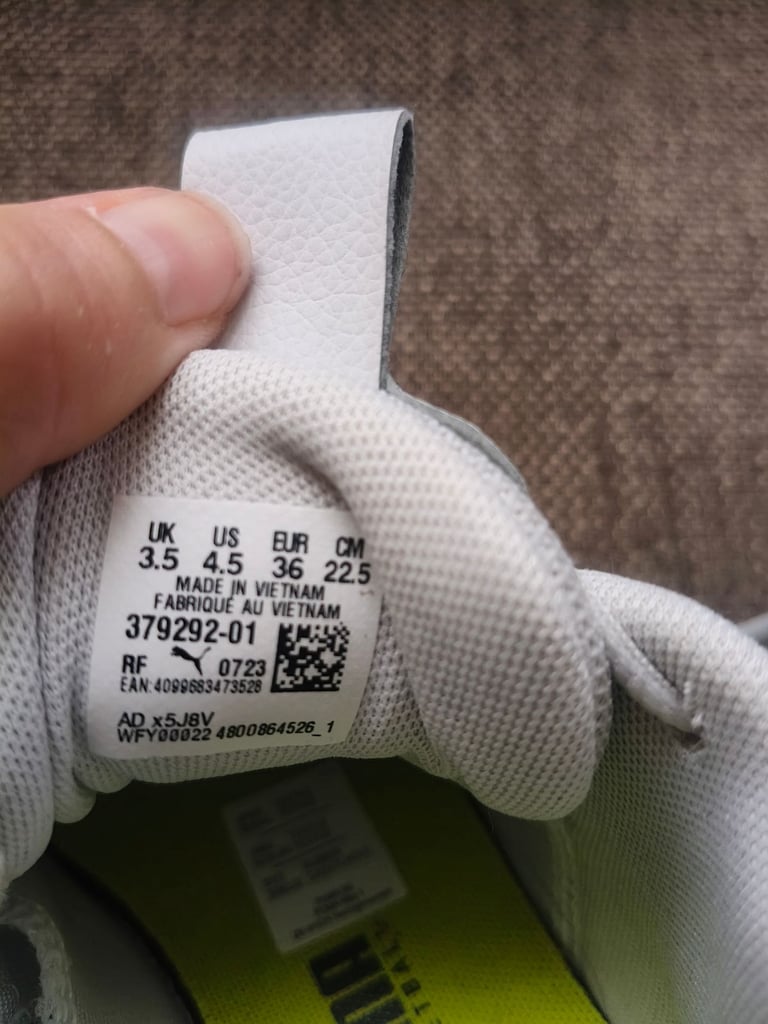 UK US EUR CM
3.5 4.5 36 22.5
MADE IN VIETNAM
FABRIQUÉ AU VIETNAM
379292-01
RF 0723
EAN:4099683473528
AD x5J8V
WFY00022 4800864526_1